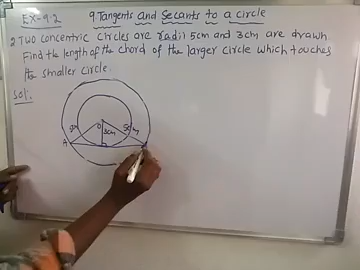 EX-9.2
9. Tangents and Secants to a circle
2. Two concentric circles are radii 5cm and 3cm are drawn.
Find the length of the chord of the larger circle which touches
the smaller circle.
Sol:
O
5cm
3cm
5cm
A